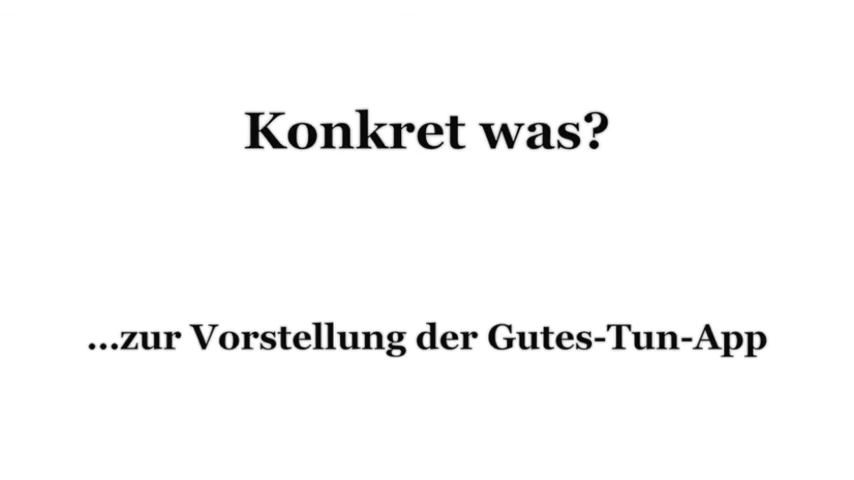 Konkret was?
...zur Vorstellung der Gutes-Tun-App